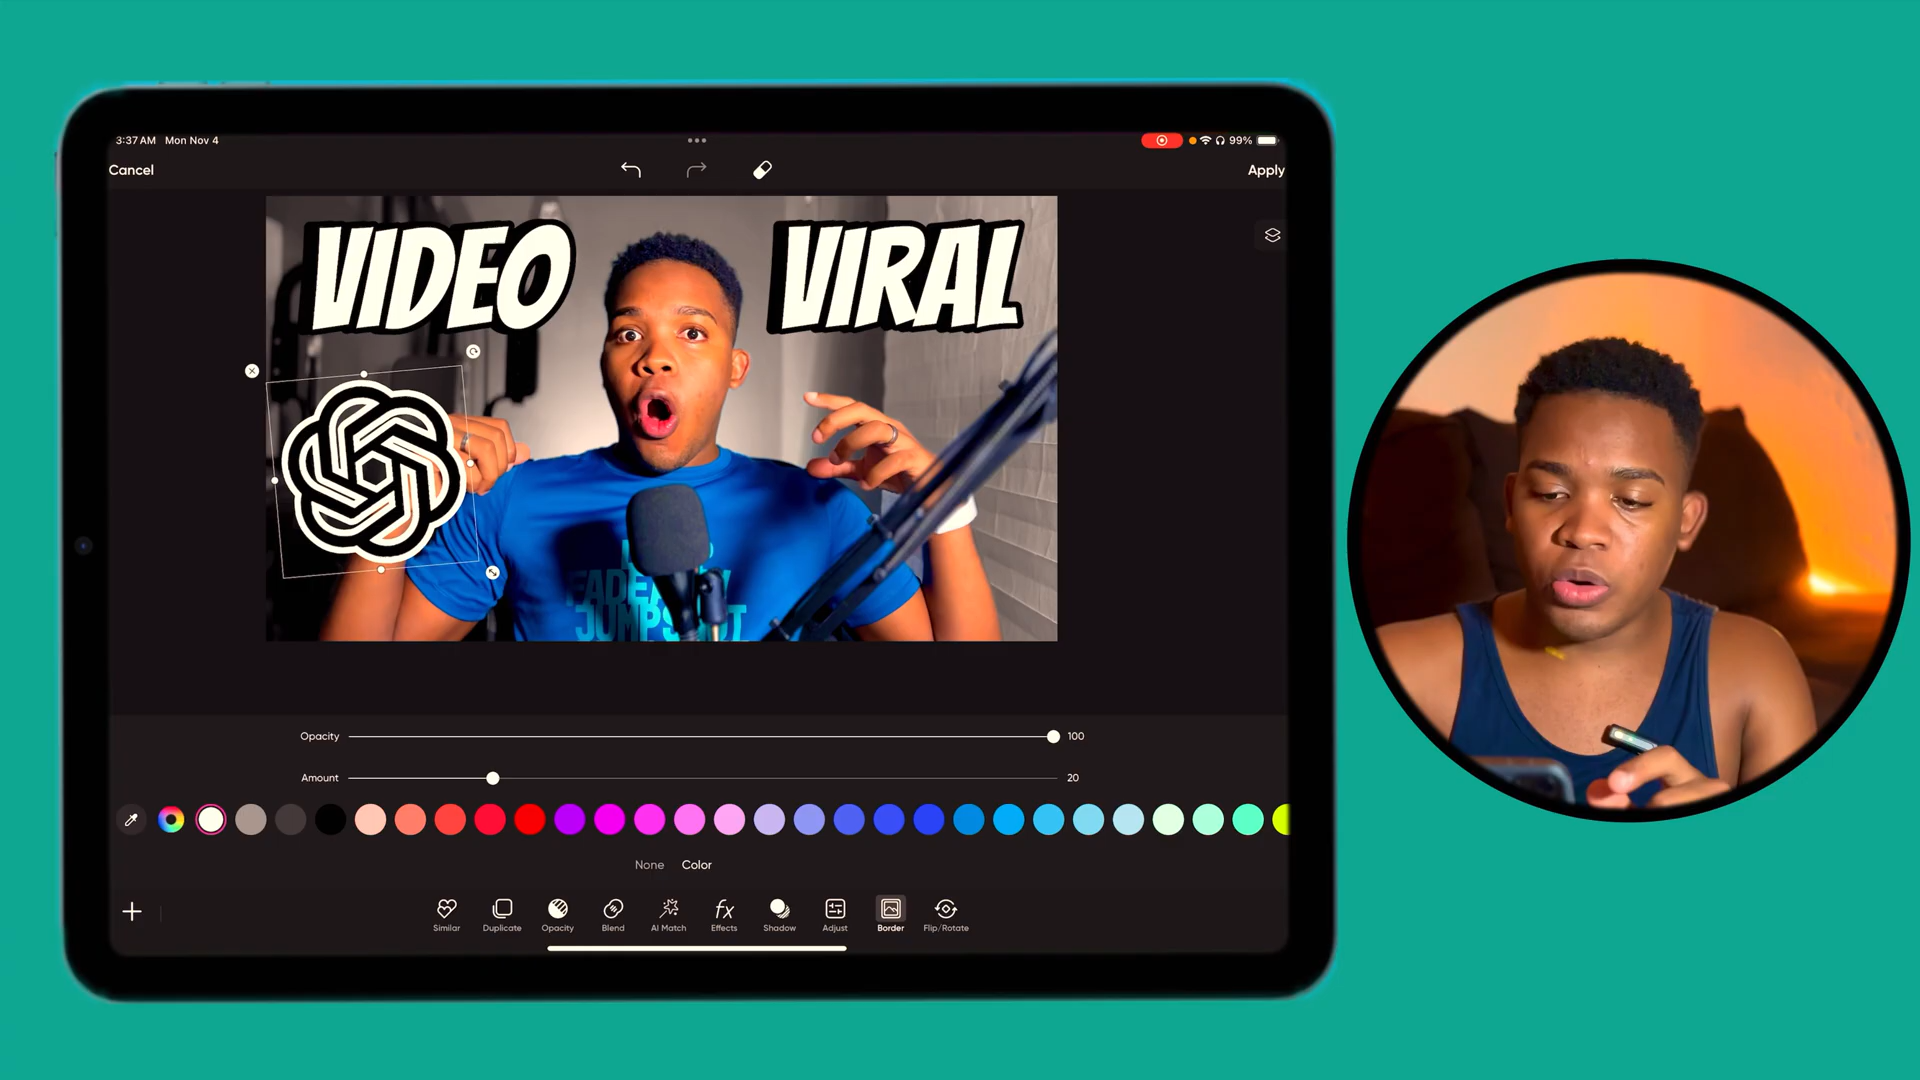 3:37 AM Mon Nov 4
99%
Cancel
Apply
VIDEO
VIRAL
JUMPSHOT
Opacity
100
Amount
20
None
Color
Similar
Duplicate
Opacity
Blend
AI Match
Effects
Shadow
Adjust
Border
Flip/Rotate